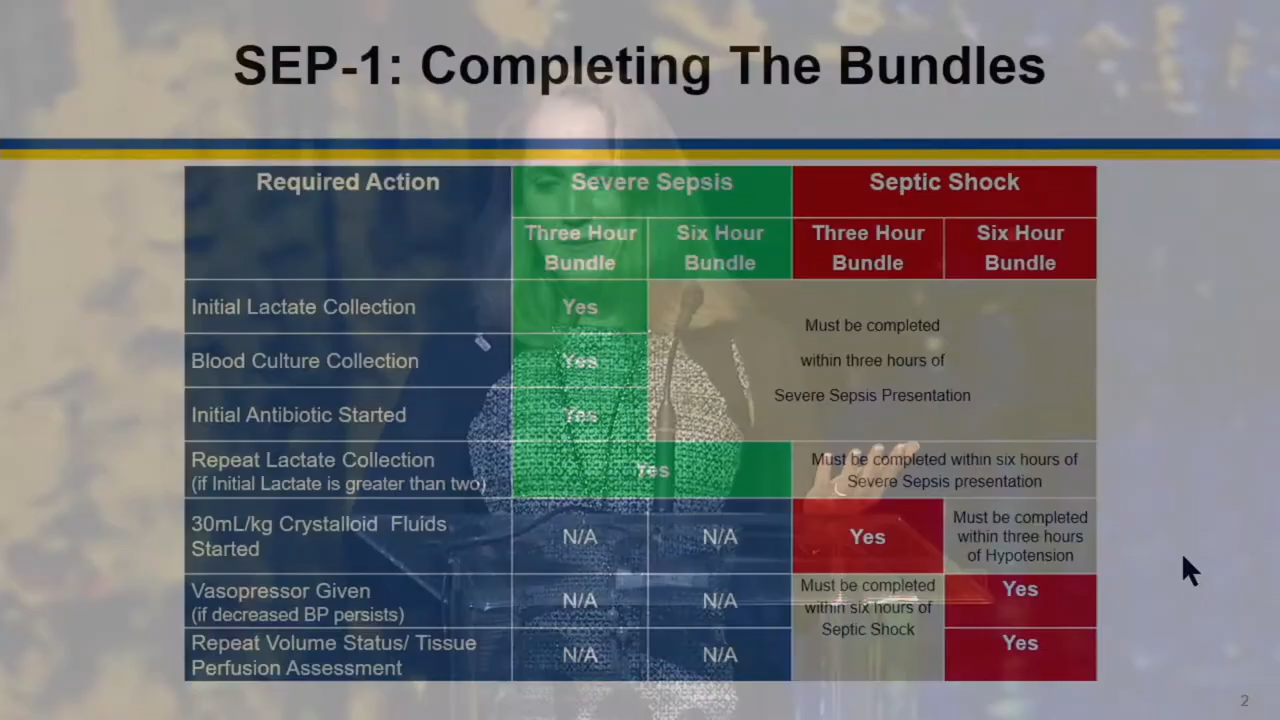 SEP-1: Completing The Bundles
Required Action
Severe Sepsis
Septic Shock
Three Hour
Bundle
Six Hour
Bundle
Three Hour
Bundle
Six Hour
Bundle
Initial Lactate Collection
Yes
Must be completed
within three hours of
Severe Sepsis Presentation
Blood Culture Collection
Yes
Initial Antibiotic Started
Yes
Repeat Lactate Collection
(if Initial Lactate is greater than two)
Yes
Must be completed within six hours of
Severe Sepsis presentation
30mL/kg Crystalloid Fluids
Started
N/A
N/A
Yes
Must be completed
within three hours
of Hypotension
Vasopressor Given
(if decreased BP persists)
N/A
N/A
Must be completed
within six hours of
Septic Shock
Yes
Repeat Volume Status/ Tissue
Perfusion Assessment
N/A
N/A
Yes
2